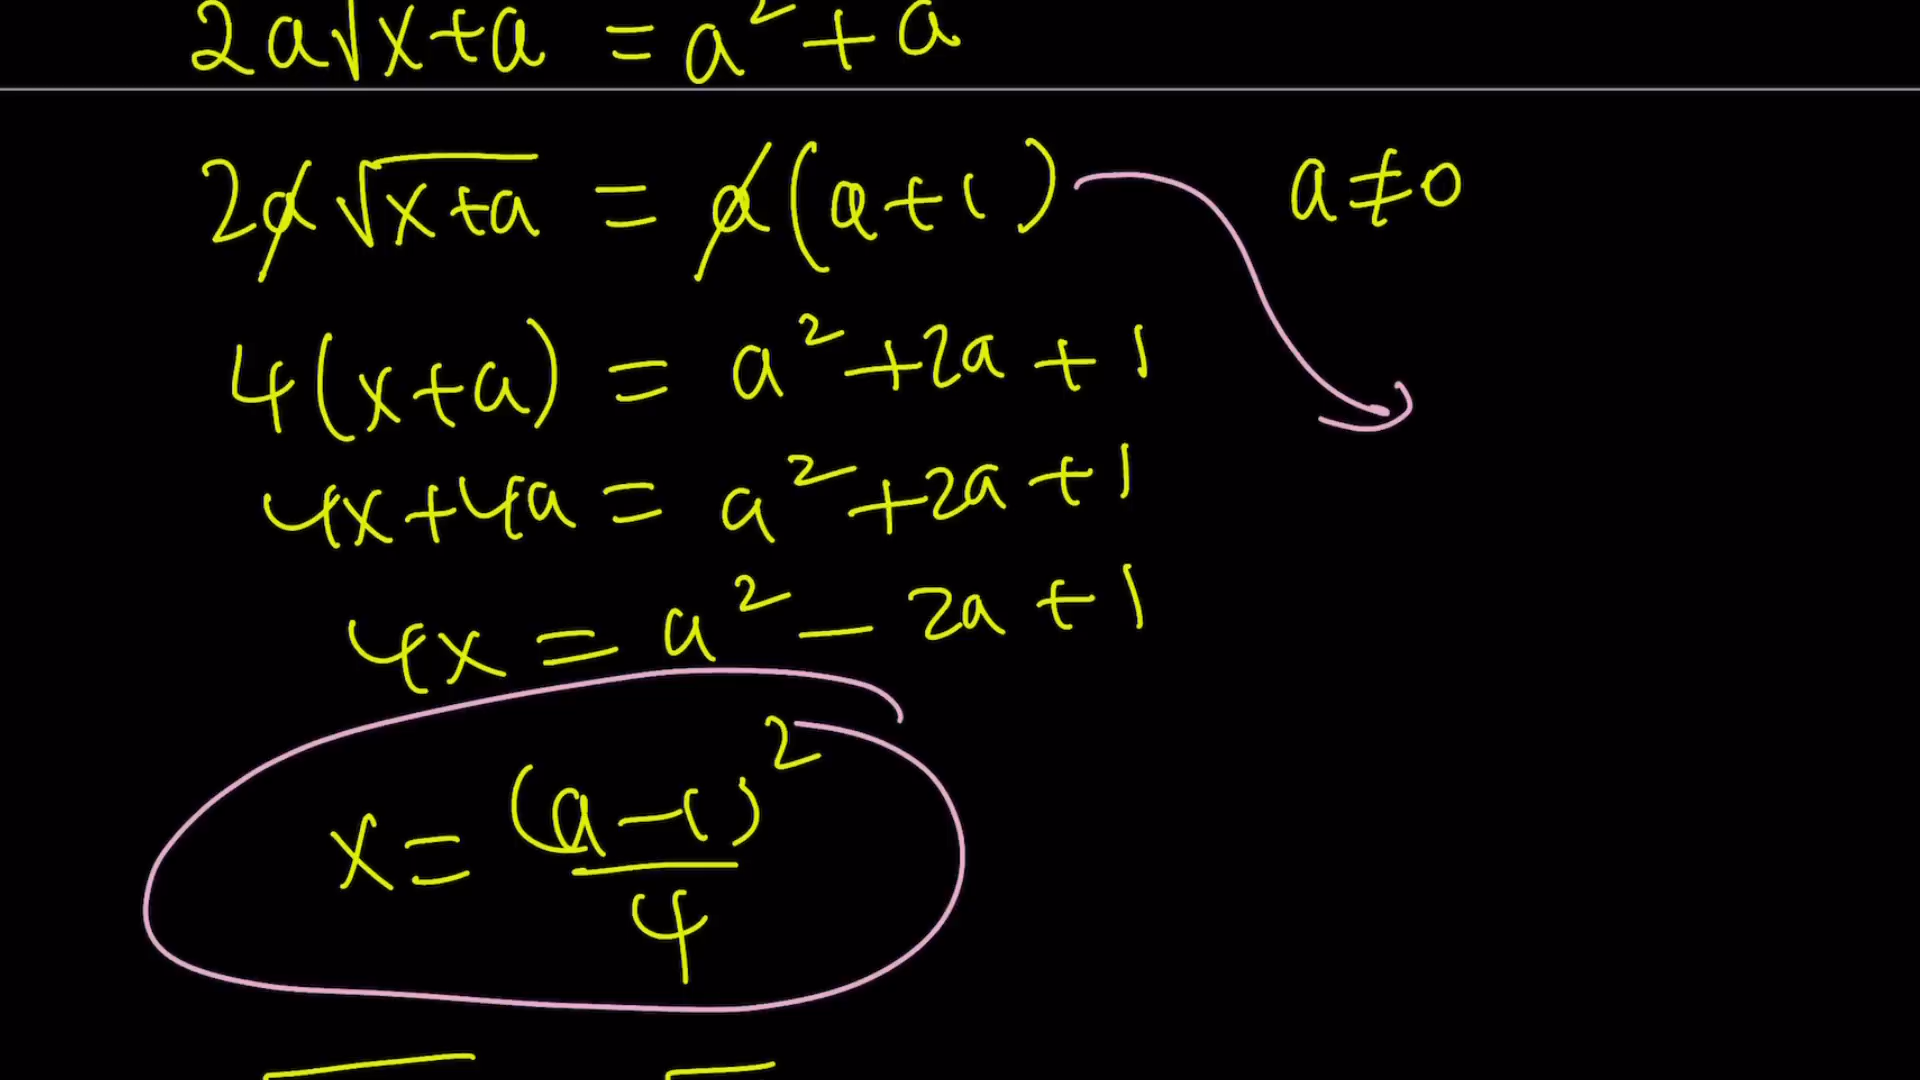 2a√x+a = a²+a
2a√x+a = a(a+1) a≠0
4(x+a) = a²+2a+1
4x+4a = a²+2a+1
4x = a²-2a+1
x = (a-1)²
4